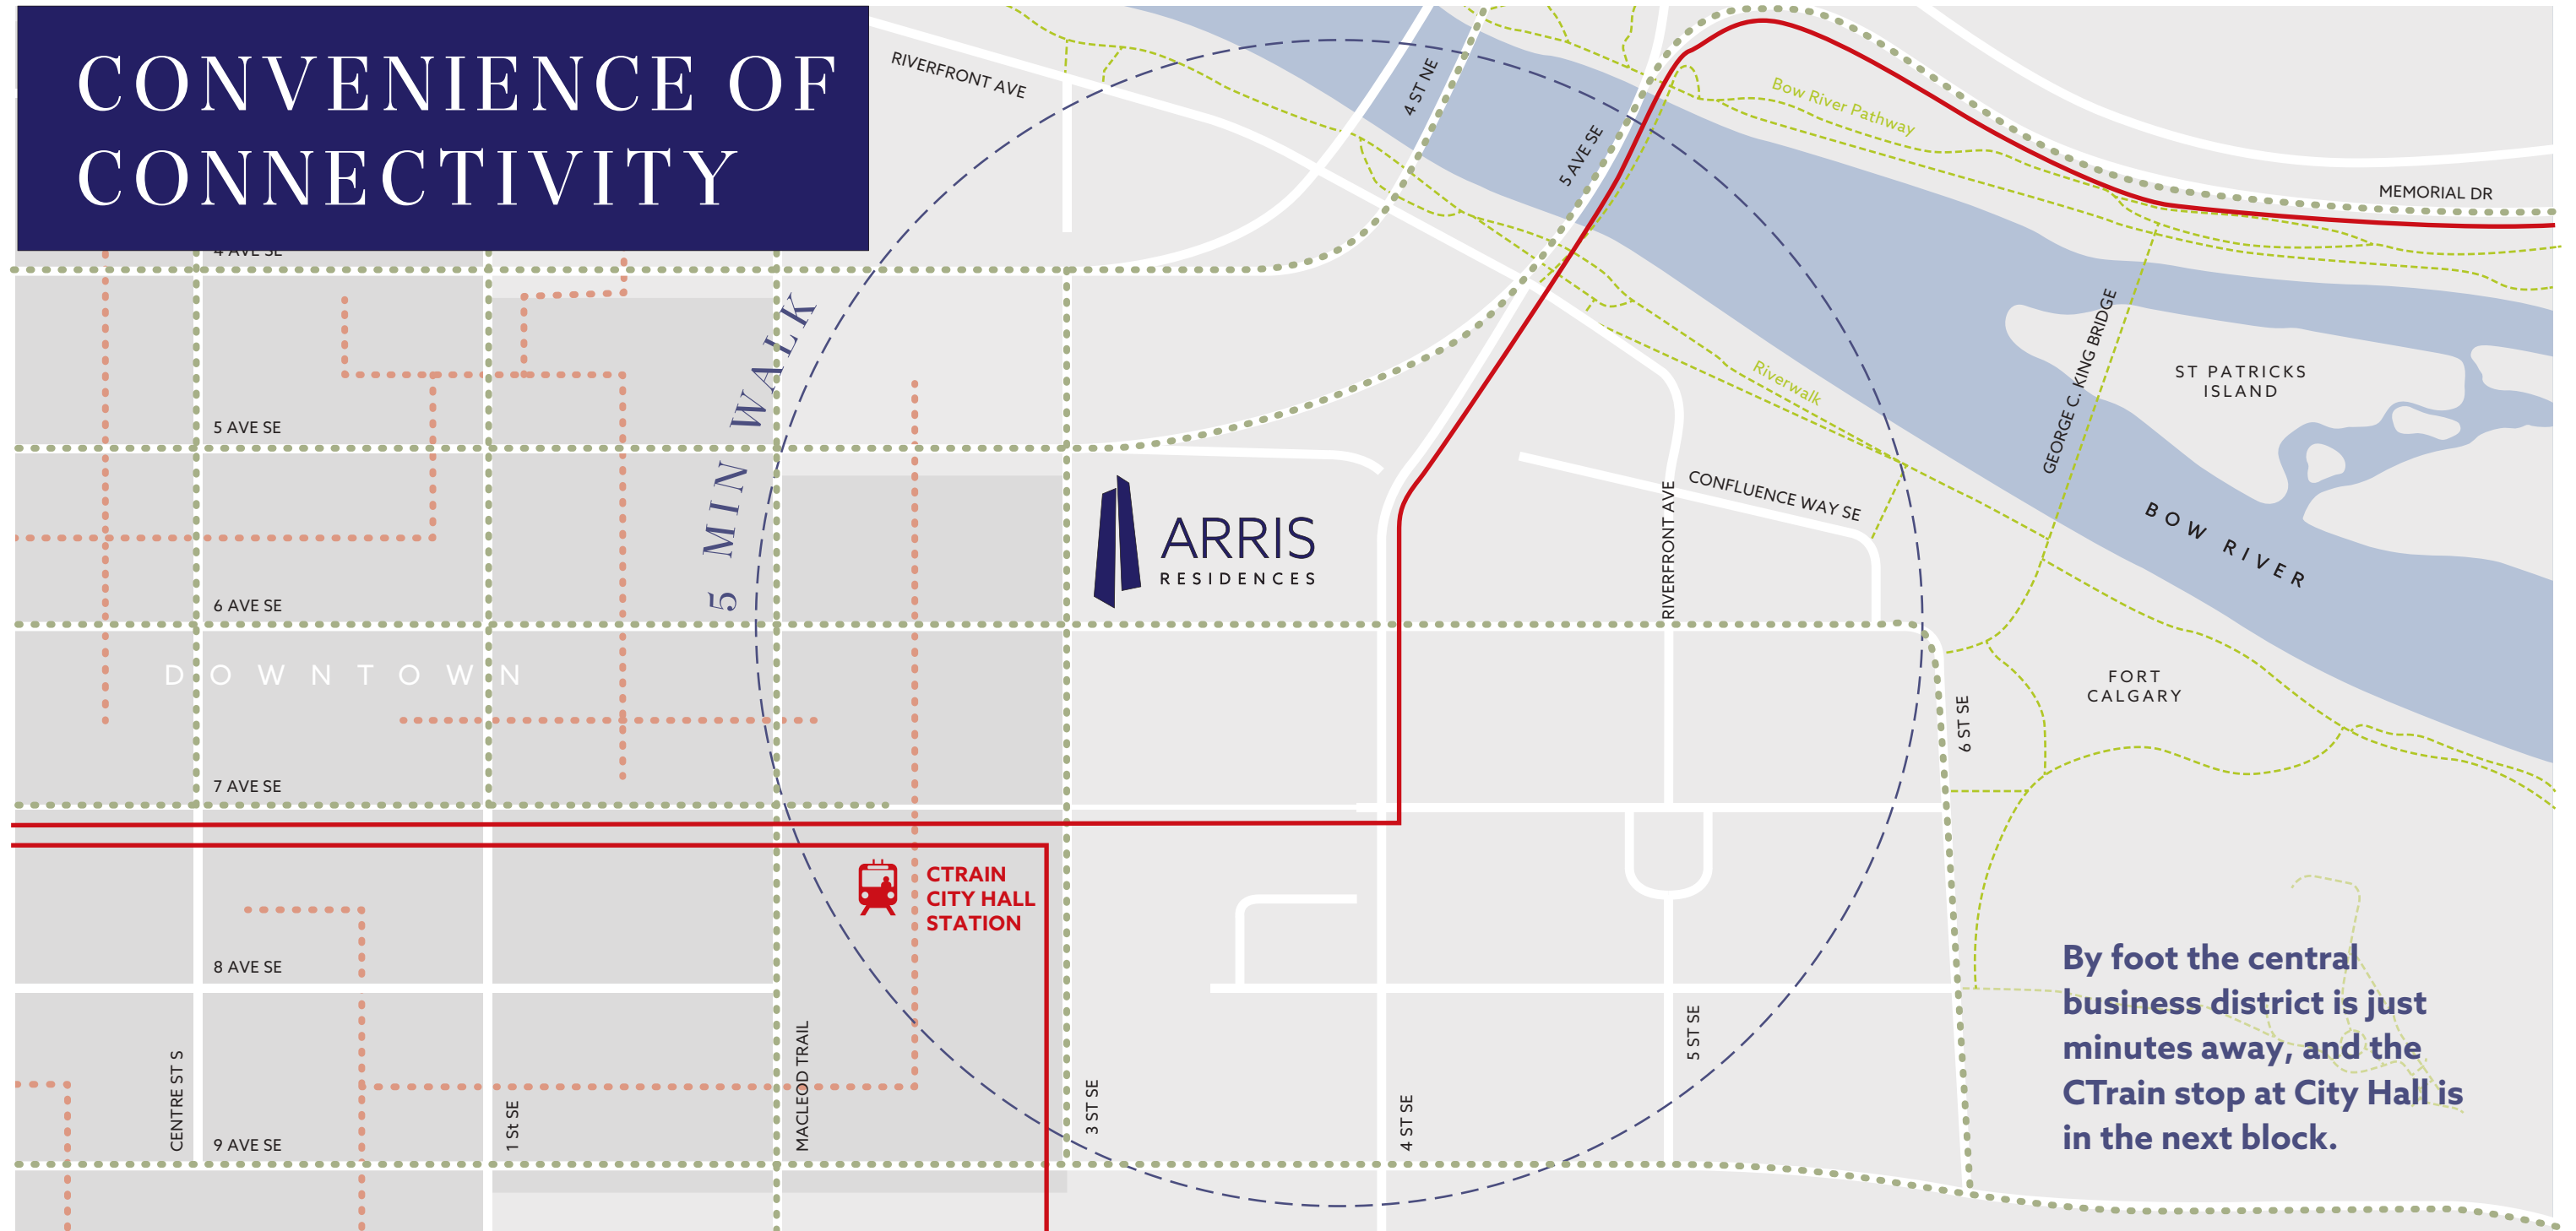 CONVENIENCE OF
CONNECTIVITY
RIVERFRONT AVE
4 ST NE
5 AVE SE
Bow River Pathway
MEMORIAL DR
4 AVE SE
5 MIN WALK
GEORGE C. KING BRIDGE
ST PATRICKS
ISLAND
Riverwalk
5 AVE SE
ARRIS
RESIDENCES
RIVERFRONT AVE
CONFLUENCE WAY SE
BOW RIVER
6 AVE SE
DOWNTOWN
FORT
CALGARY
6 ST SE
7 AVE SE
CTRAIN
CITY HALL
STATION
8 AVE SE
By foot the central
business district is just
minutes away, and the
CTrain stop at City Hall is
in the next block.
CENTRE ST S
9 AVE SE
1 St SE
MACLEOD TRAIL
3 ST SE
4 ST SE
5 ST SE